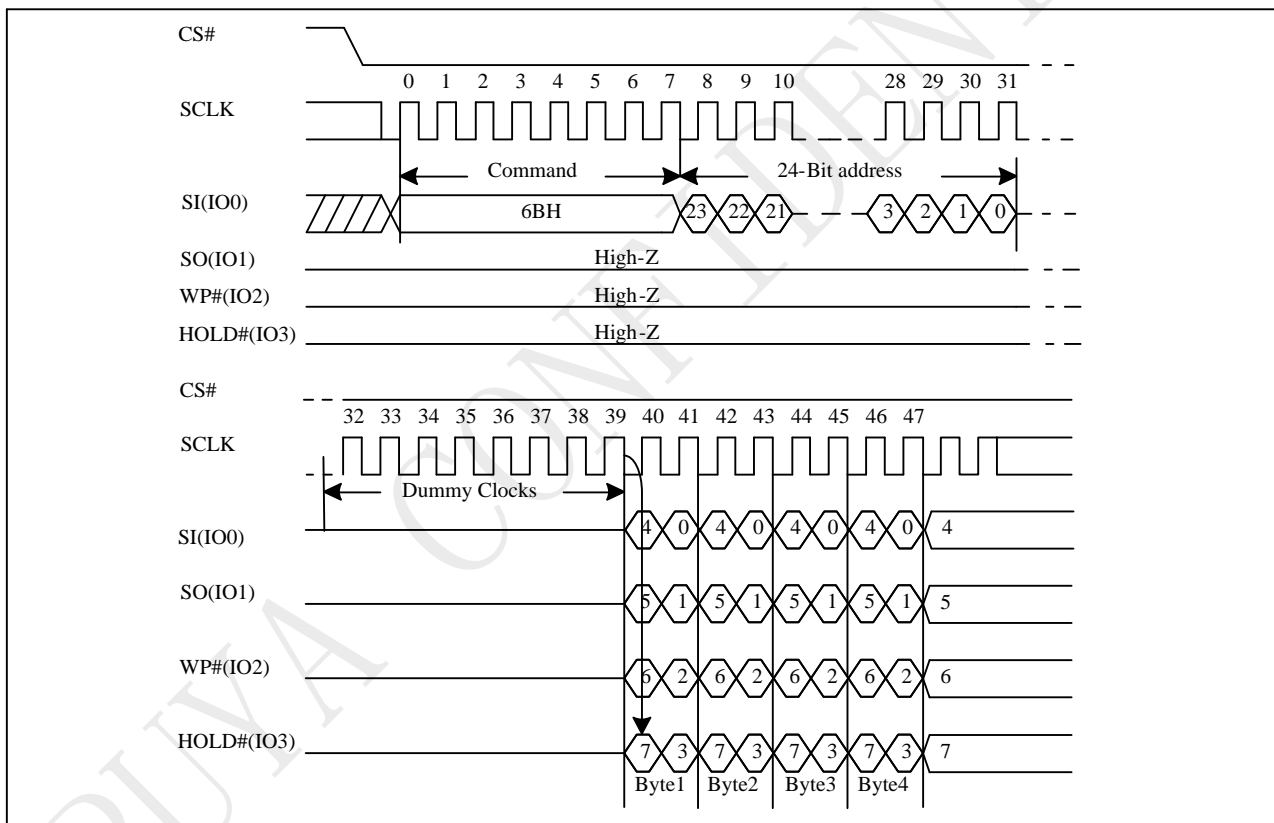 CS#
0 1 2 3 4 5 6 7 8 9 10 28 29 30 31
SCLK
Command 24-Bit address
SI(IO0) 6BH 23 22 21 3 2 1 0
SO(IO1) High-Z
WP#(IO2) High-Z
HOLD#(IO3) High-Z
CS#
32 33 34 35 36 37 38 39 40 41 42 43 44 45 46 47
SCLK
Dummy Clocks
SI(IO0) 4 0 4 0 4 0 4 0 4
SO(IO1) 5 1 5 1 5 1 5 1 5
WP#(IO2) 6 2 6 2 6 2 6 2 6
HOLD#(IO3) 7 3 7 3 7 3 7 3 7
Byte1 Byte2 Byte3 Byte4
PUYA CONFIDENT